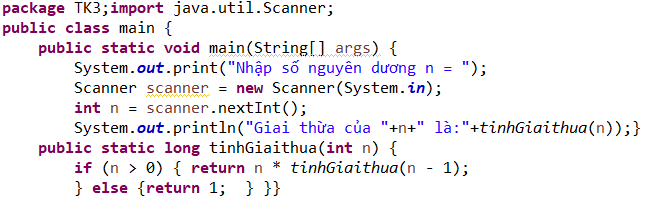 package TK3;import java.util.Scanner;
public class main {
    public static void main(String[] args) {
        System.out.print("Nhập số nguyên dương n = ");
        Scanner scanner = new Scanner(System.in);
        int n = scanner.nextInt();
        System.out.println("Giai thừa của "+n+" là:"+tinhGiaithua(n));}
    public static long tinhGiaithua(int n) {
        if (n > 0) { return n * tinhGiaithua(n - 1);
        } else {return 1;  } }}